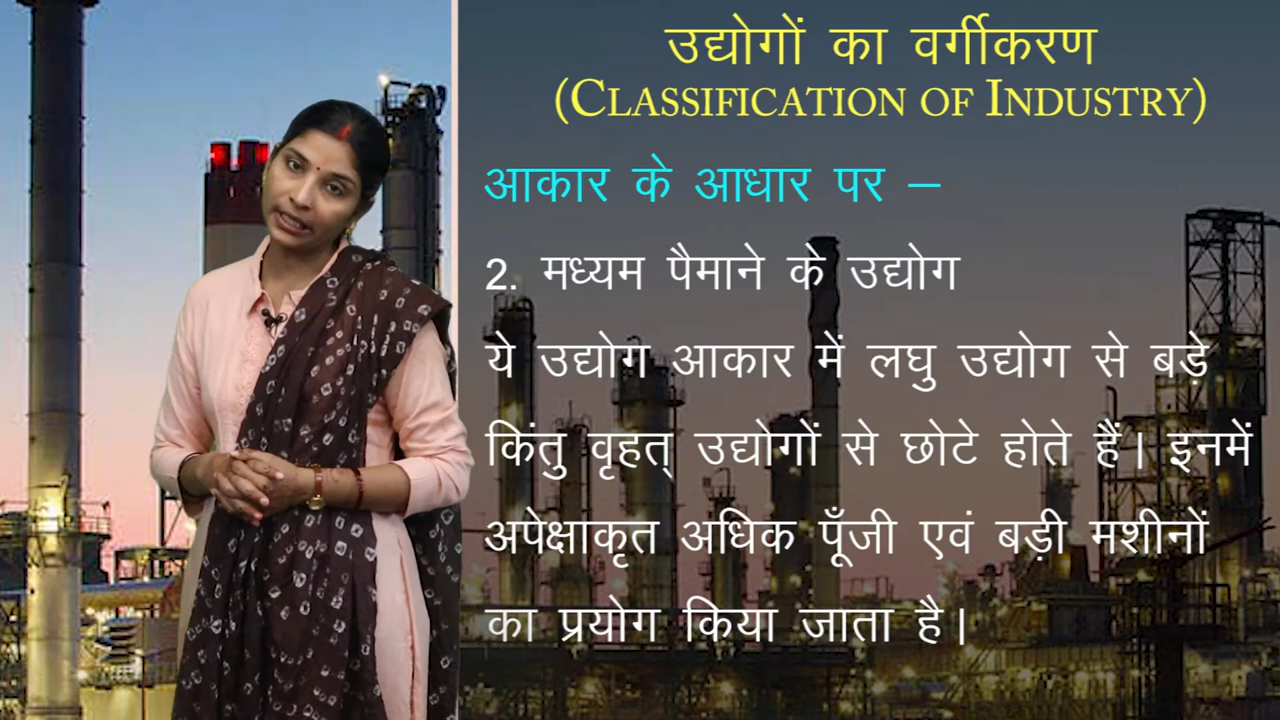 उद्योगों का वर्गीकरण
(CLASSIFICATION OF INDUSTRY)
आकार के आधार पर –
2. मध्यम पैमाने के उद्योग
ये उद्योग आकार में लघु उद्योग से बड़े
किंतु वृहत् उद्योगों से छोटे होते हैं। इनमें
अपेक्षाकृत अधिक पूँजी एवं बड़ी मशीनों
का प्रयोग किया जाता है।